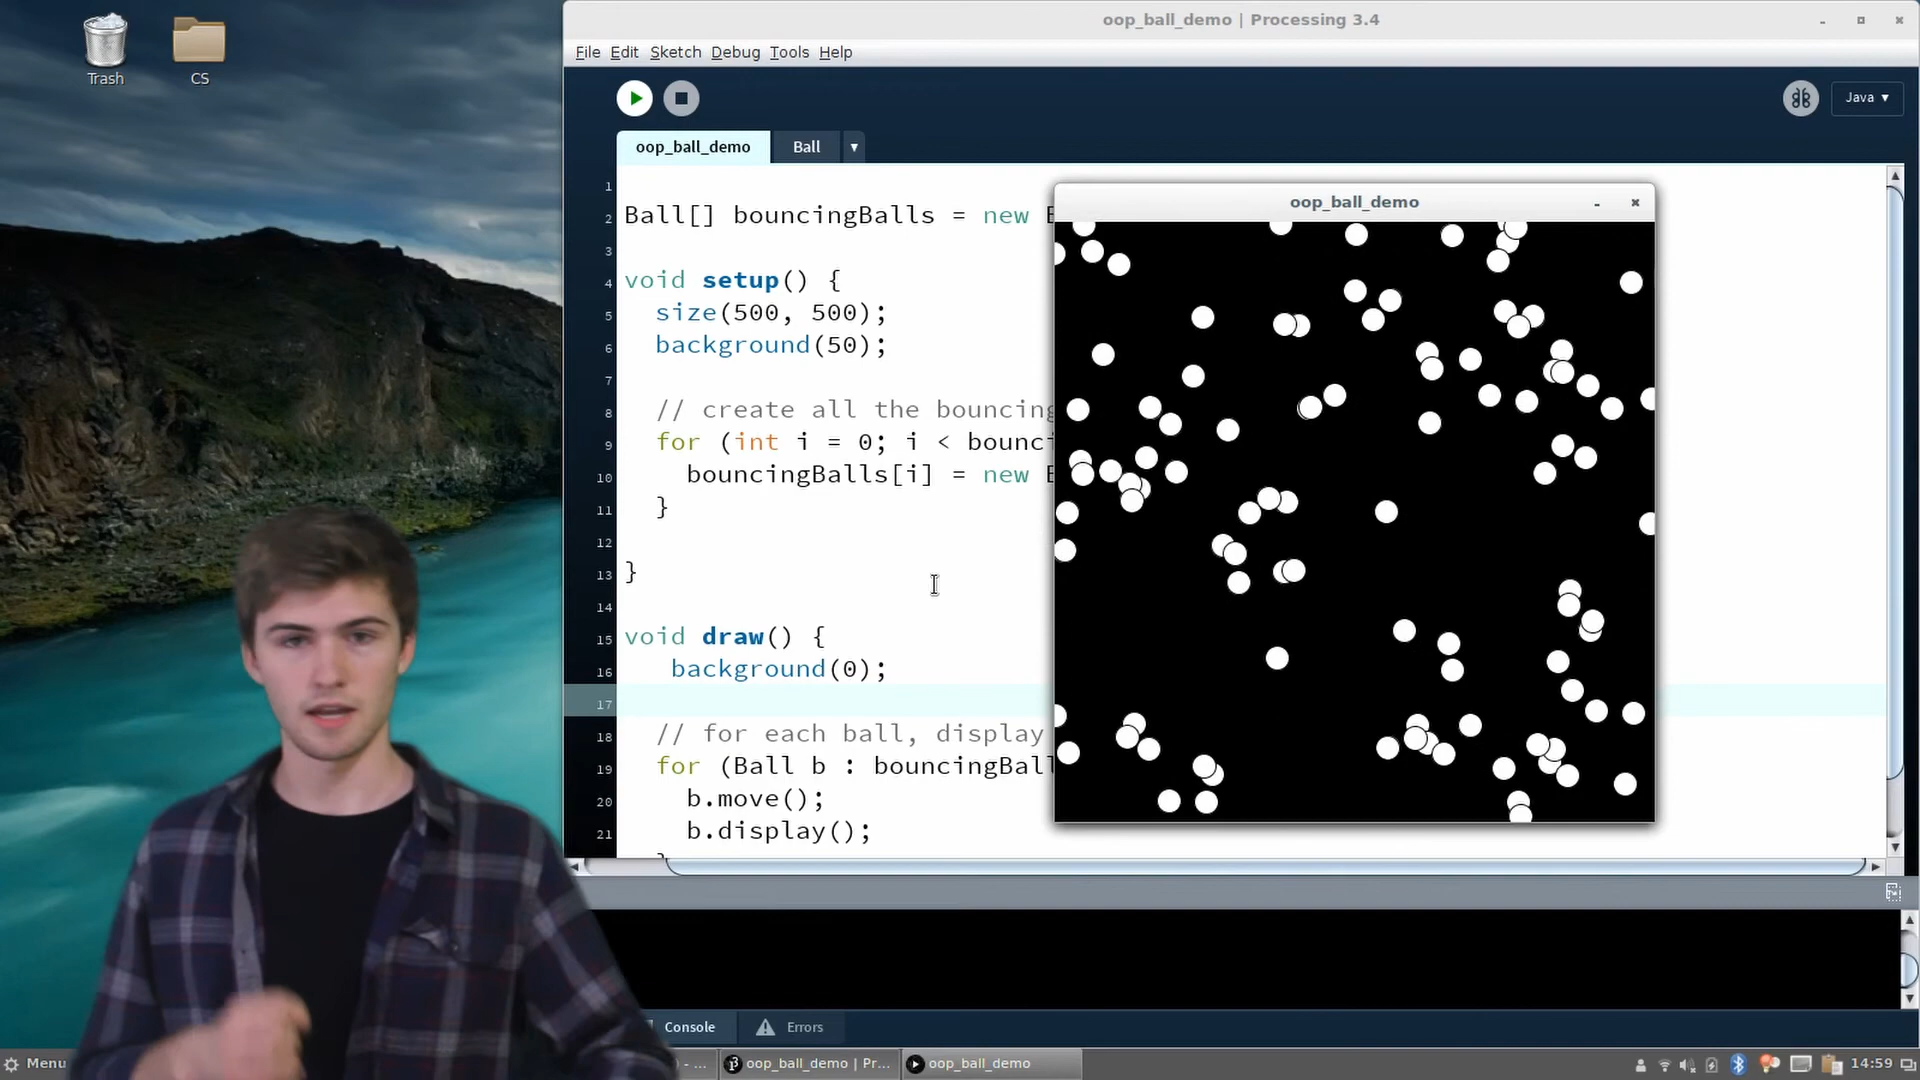 Trash
CS
oop_ball_demo | Processing 3.4
File Edit Sketch Debug Tools Help
Java ▾
oop_ball_demo
Ball
▾
1
2 Ball[] bouncingBalls = new
3
4 void setup() {
5 size(500, 500);
6 background(50);
7
8 // create all the bouncing
9 for (int i = 0; i < bounci
10 bouncingBalls[i] = new
11 }
12
13 }
14
15 void draw() {
16 background(0);
17
18 // for each ball, display
19 for (Ball b : bouncingBall
20 b.move();
21 b.display();
oop_ball_demo
Console
Errors
Menu
- ...
oop_ball_demo | Pr...
oop_ball_demo
14:59